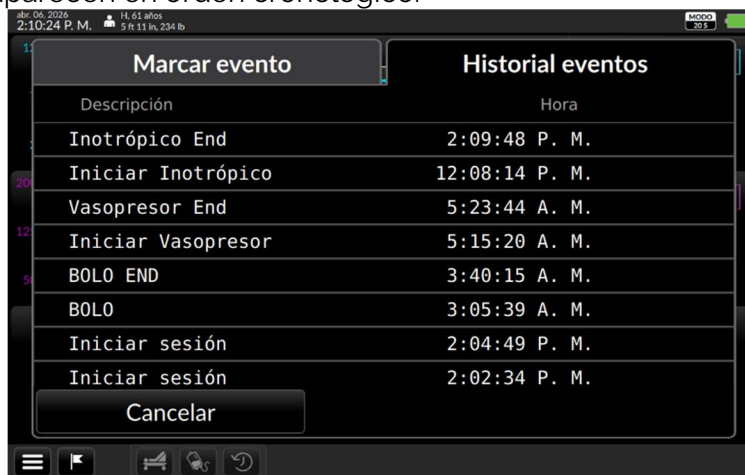 aparecen en orden cronológico.
abr. 06, 2026
2:10:24 P. M.
H, 61 años
5 ft 11 in, 234 lb
MODO
20 S
Marcar evento
Historial eventos
Descripción Hora
Inotrópico End 2:09:48 P. M.
Iniciar Inotrópico 12:08:14 P. M.
Vasopresor End 5:23:44 A. M.
Iniciar Vasopresor 5:15:20 A. M.
BOLO END 3:40:15 A. M.
BOLO 3:05:39 A. M.
Iniciar sesión 2:04:49 P. M.
Iniciar sesión 2:02:34 P. M.
Cancelar